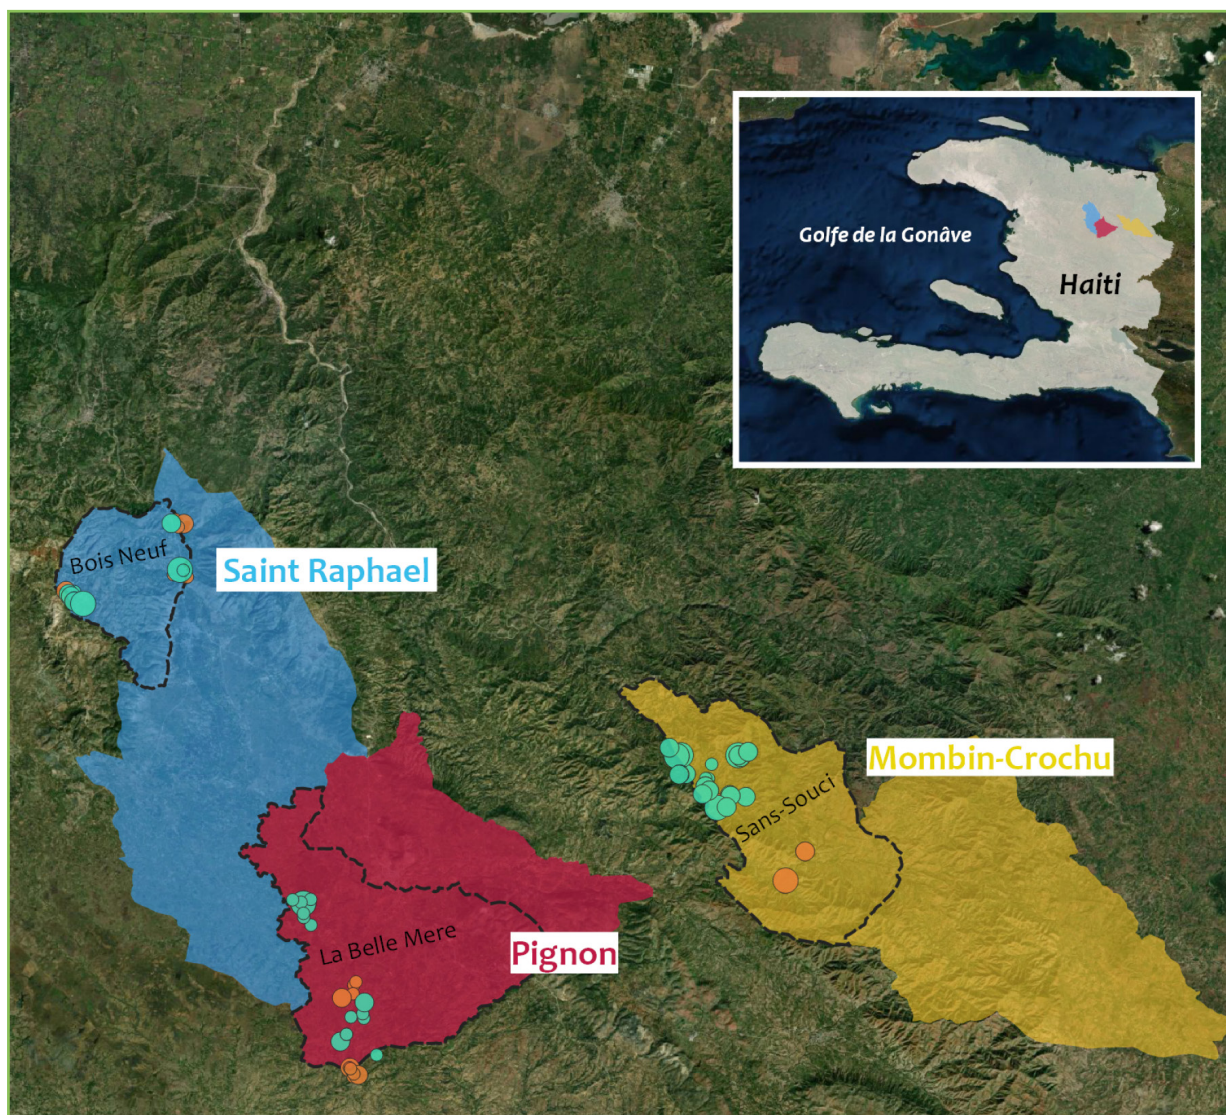 Golfe de la Gonâve
Haiti
Bois Neuf
Saint Raphael
Mombin-Crochu
Sans-Souci
La Belle Mere
Pignon